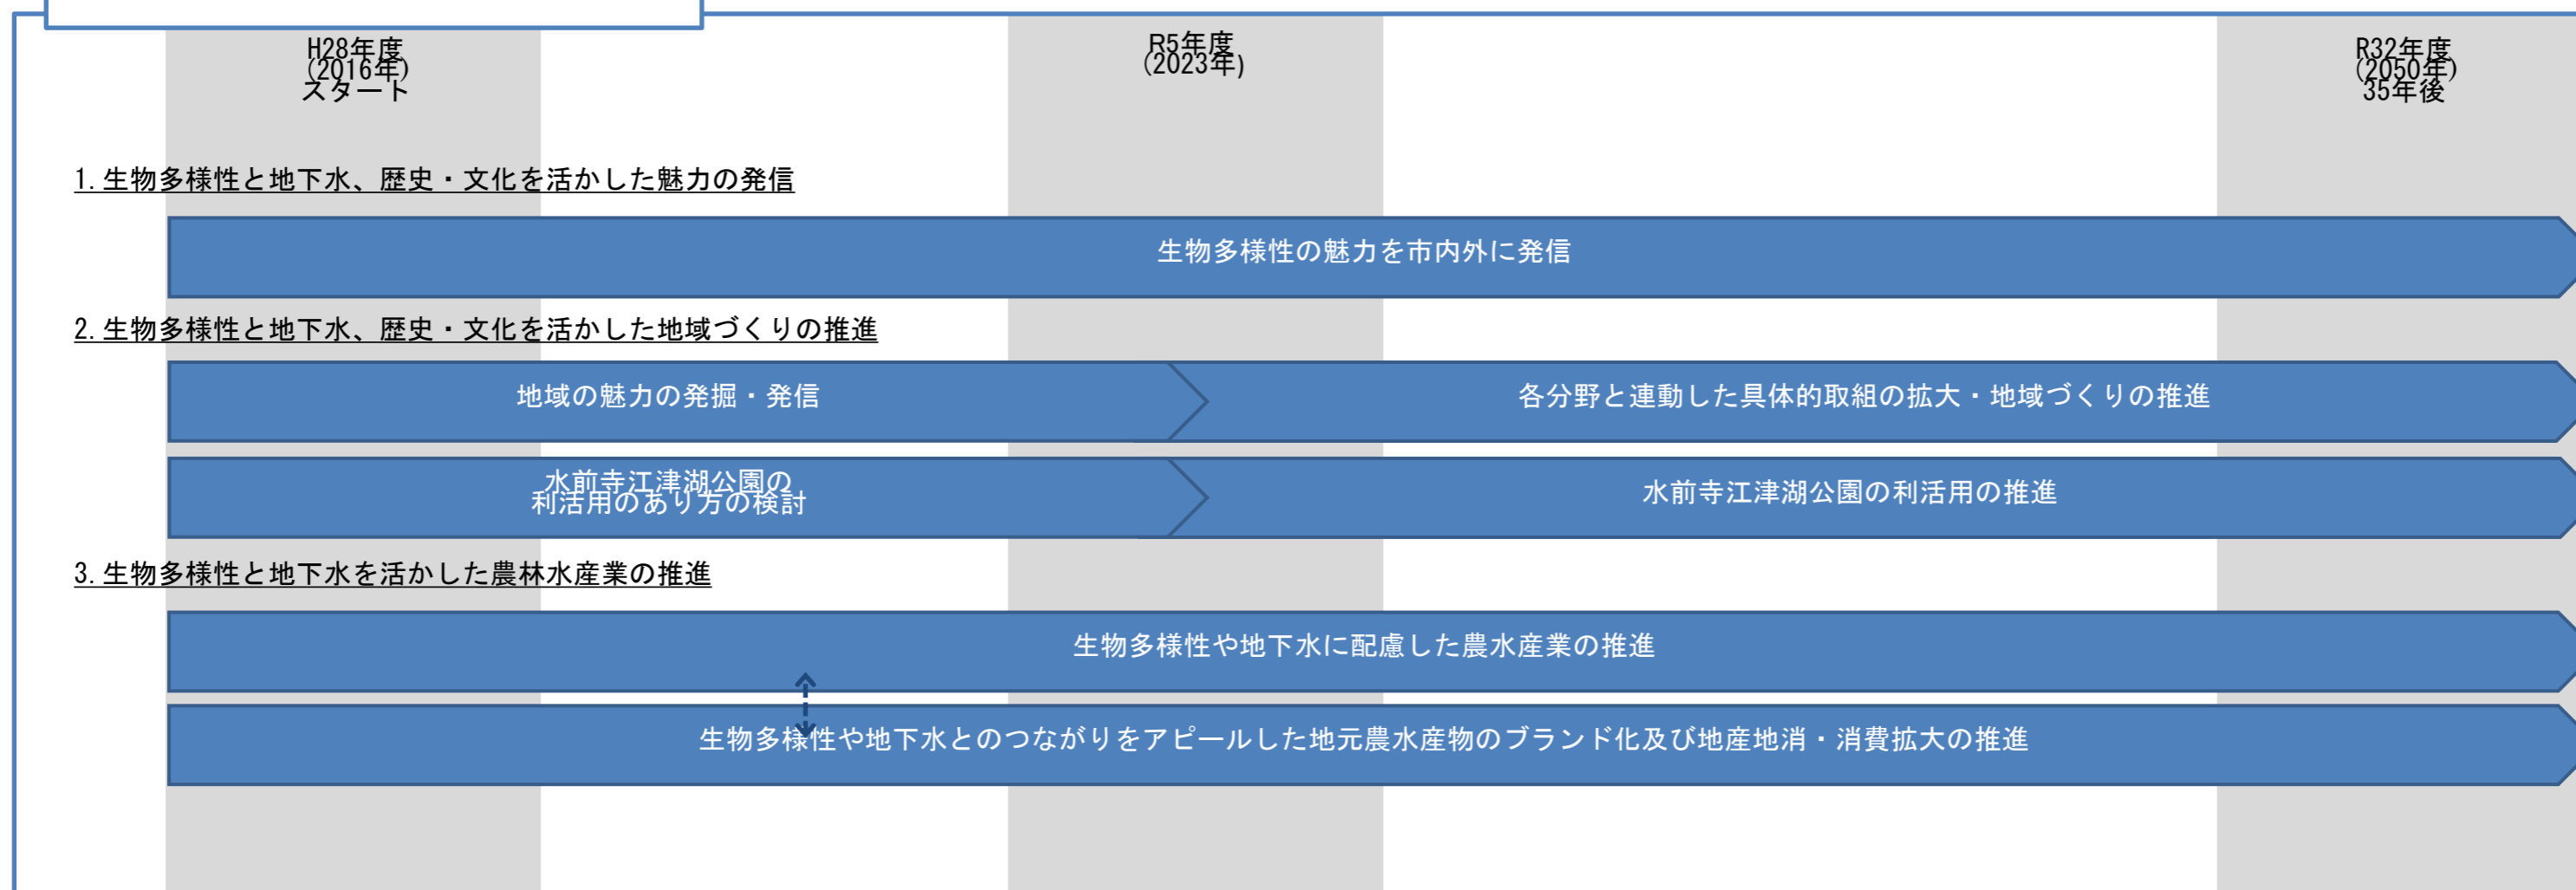 H28年度
(2016年)
スタート
R5年度
(2023年)
R32年度
(2050年)
35年後
1.生物多様性と地下水、歴史・文化を活かした魅力の発信
生物多様性の魅力を市内外に発信
2.生物多様性と地下水、歴史・文化を活かした地域づくりの推進
地域の魅力の発掘・発信
各分野と連動した具体的取組の拡大・地域づくりの推進
水前寺江津湖公園の
利活用のあり方の検討
水前寺江津湖公園の利活用の推進
3.生物多様性と地下水を活かした農林水産業の推進
生物多様性や地下水に配慮した農水産業の推進
生物多様性や地下水とのつながりをアピールした地元農水産物のブランド化及び地産地消・消費拡大の推進